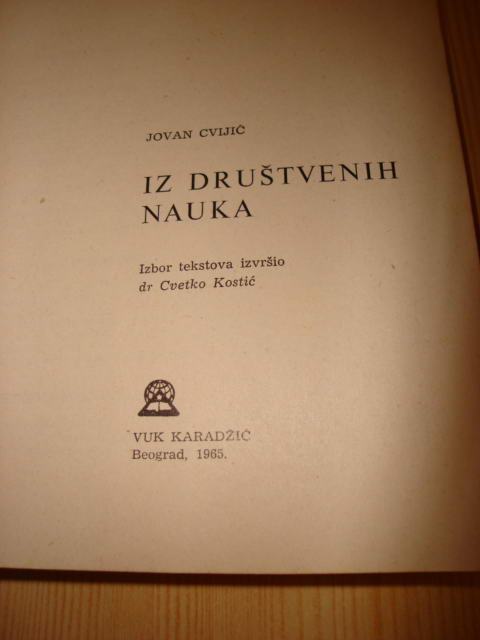 JOVAN CVIJIĆ
IZ DRUŠTVENIH
NAUKA
Izbor tekstova izvršio
dr Cvetko Kostić
VUK KARADŽIĆ
Beograd, 1965.